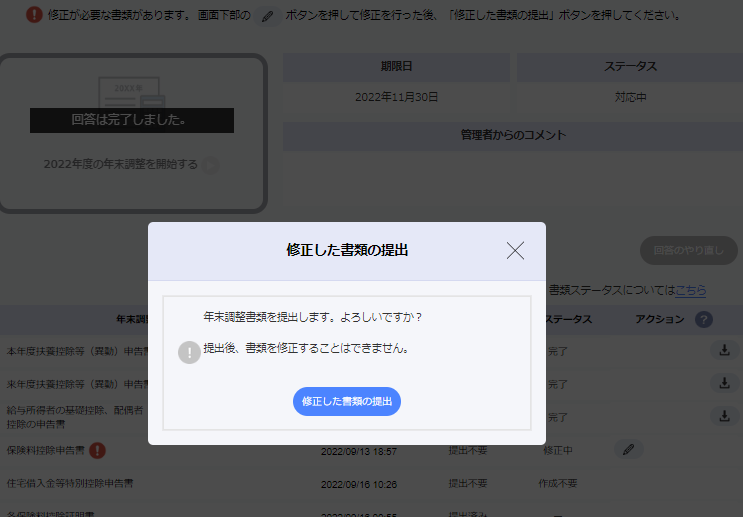 修正が必要な書類があります。 画面下部の ボタンを押して修正を行った後、「修正した書類の提出」ボタンを押してください。
回答は完了しました。
2022年度の年末調整を開始する
期限日
ステータス
2022年11月30日
対応中
管理者からのコメント
回答のやり直し
書類ステータスについてはこちら
修正した書類の提出
年末調整書類を提出します。よろしいですか？
提出後、書類を修正することはできません。
修正した書類の提出
年末調
ステータス
アクション ?
本年度扶養控除等（異動）申告書
完了
来年度扶養控除等（異動）申告書
完了
給与所得者の基礎控除、配偶者
控除の申告書
完了
保険料控除申告書
2022/09/13 18:57
提出不要
修正中
住宅借入金等特別控除申告書
2022/09/16 10:26
提出不要
作成不要